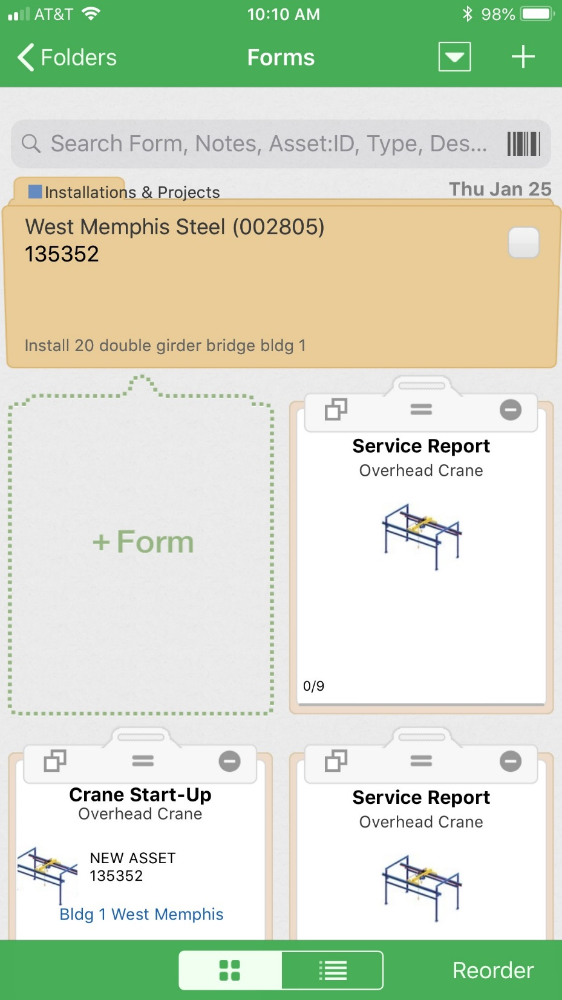 AT&T 10:10 AM 98%
Folders Forms
Search Form, Notes, Asset:ID, Type, Des...
Installations & Projects Thu Jan 25
West Memphis Steel (002805)
135352
Install 20 double girder bridge bldg 1
+ Form
Service Report
Overhead Crane
0/9
Crane Start-Up
Overhead Crane
NEW ASSET
135352
Bldg 1 West Memphis
Service Report
Overhead Crane
Reorder